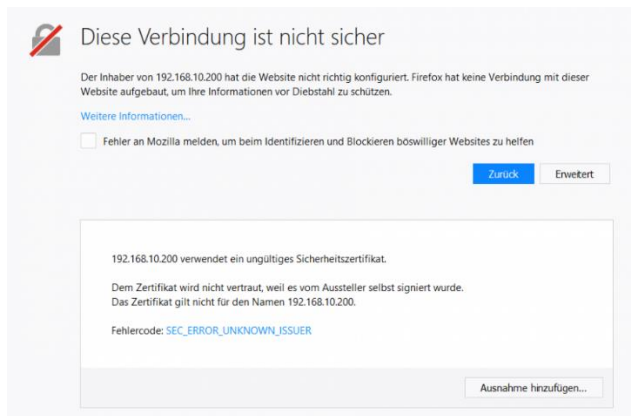 Diese Verbindung ist nicht sicher
Der Inhaber von 192.168.10.200 hat die Website nicht richtig konfiguriert. Firefox hat keine Verbindung mit dieser
Website aufgebaut, um Ihre Informationen vor Diebstahl zu schützen.
Weitere Informationen...
Fehler an Mozilla melden, um beim Identifizieren und Blockieren böswilliger Websites zu helfen
Zurück Erweitert
192.168.10.200 verwendet ein ungültiges Sicherheitszertifikat.
Dem Zertifikat wird nicht vertraut, weil es vom Aussteller selbst signiert wurde.
Das Zertifikat gilt nicht für den Namen 192.168.10.200.
Fehlercode: SEC_ERROR_UNKNOWN_ISSUER
Ausnahme hinzufügen...